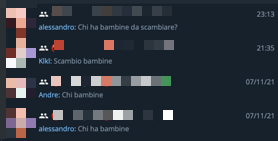 23:13
alessandro: Chi ha bambine da scambiare?
21:35
Kiki: Scambio bambine
07/11/21
Andre: Chi bambine
07/11/21
alessandro: Chi ha bambine